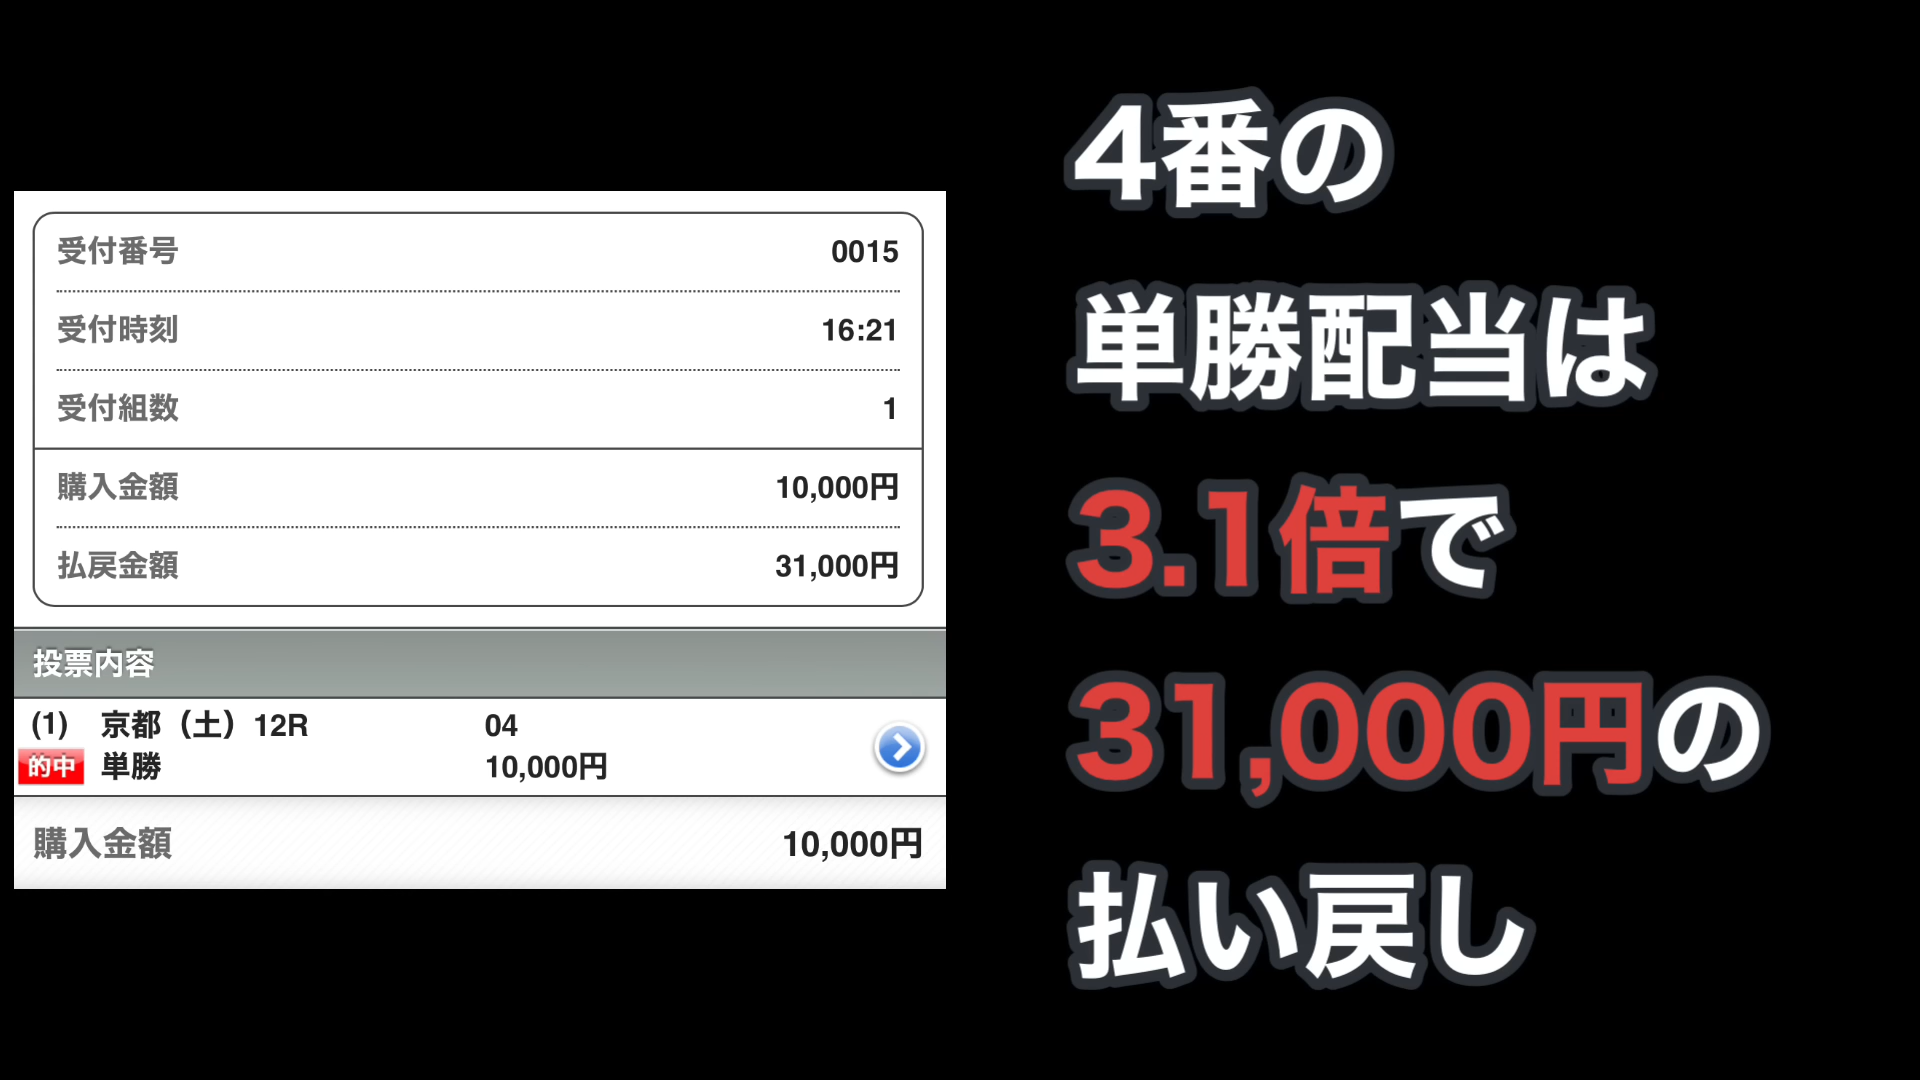 受付番号 0015
受付時刻 16:21
受付組数 1
購入金額 10,000円
払戻金額 31,000円
投票内容
(1) 京都（土）12R 04
的中 単勝 10,000円
購入金額 10,000円
4番の
単勝配当は
3.1倍で
31,000円の
払い戻し